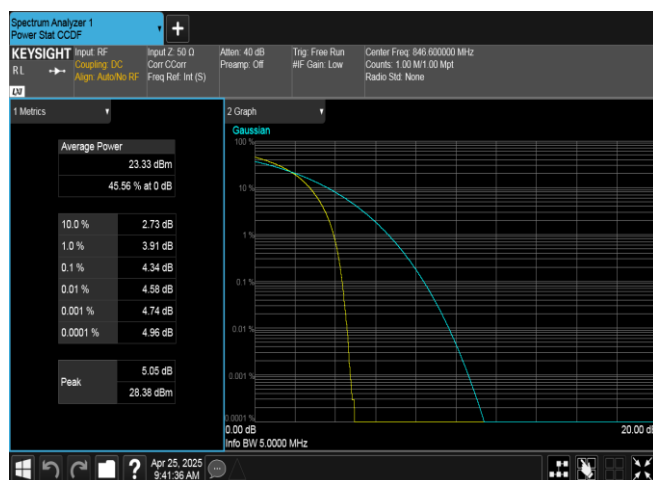 Spectrum Analyzer 1
Power Stat CCDF
+
KEYSIGHT
RL
LXI
Input: RF
Coupling: DC
Align: Auto/No RF
Input Z: 50 Ω
Corr CCorr
Freq Ref: Int (S)
Atten: 40 dB
Preamp: Off
Trig: Free Run
#IF Gain: Low
Center Freq: 846.600000 MHz
Counts: 1.00 M/1.00 Mpt
Radio Std: None
1 Metrics
Average Power
23.33 dBm
45.56 % at 0 dB
10.0 % 2.73 dB
1.0 % 3.91 dB
0.1 % 4.34 dB
0.01 % 4.58 dB
0.001 % 4.74 dB
0.0001 % 4.96 dB
Peak
5.05 dB
28.38 dBm
2 Graph
Gaussian
100 %
10 %
1 %
0.1 %
0.01 %
0.001 %
0.0001 %
0.00 dB
20.00 dB
Info BW 5.0000 MHz
?
Apr 25, 2025
9:41:36 AM